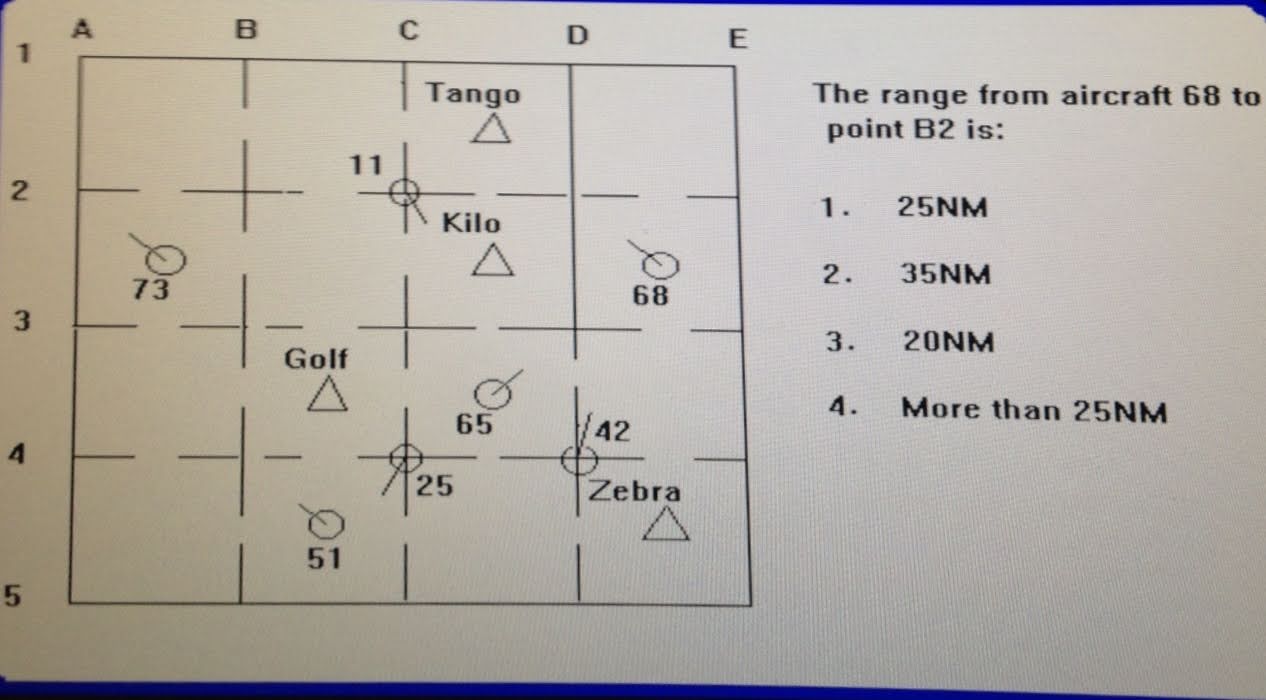 A B C D E
1
Tango
11
2
Kilo
73
68
3
Golf
65
42
4
25
Zebra
51
5
The range from aircraft 68 to
point B2 is:
1. 25NM
2. 35NM
3. 20NM
4. More than 25NM